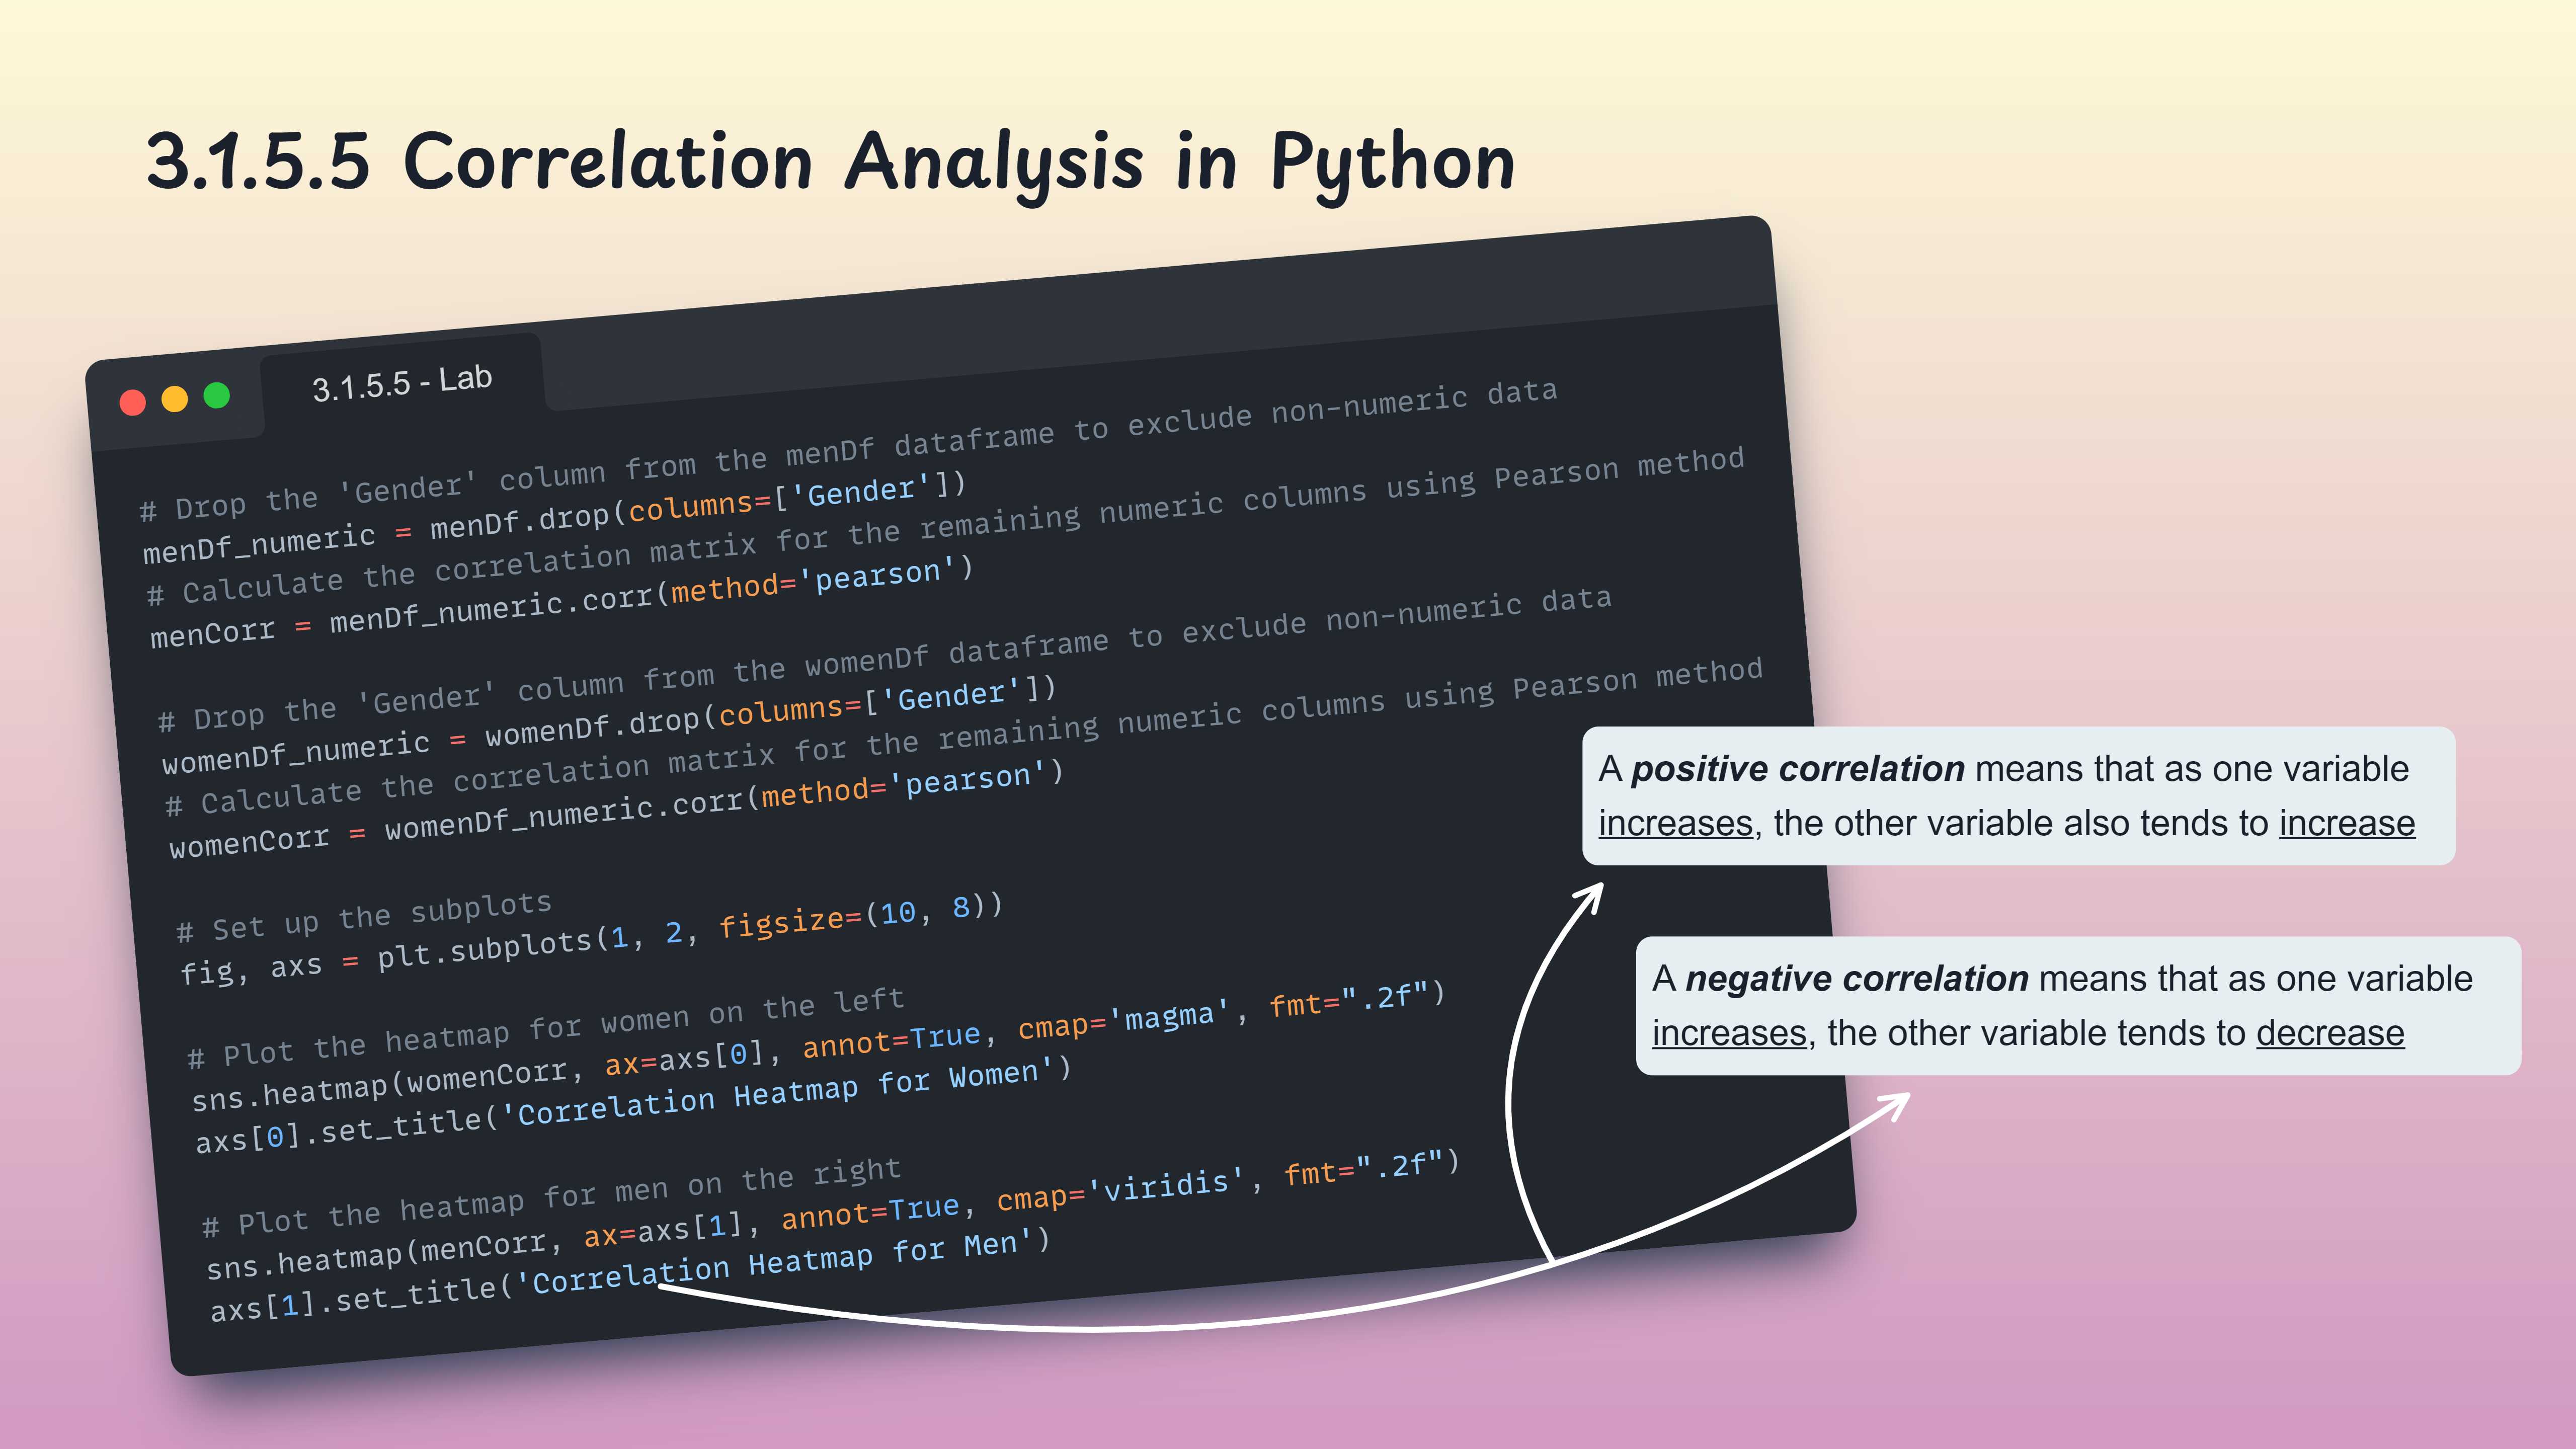 3.1.5.5 Correlation Analysis in Python
3.1.5.5 - Lab
# Drop the 'Gender' column from the menDf dataframe to exclude non-numeric data
menDf_numeric = menDf.drop(columns=['Gender'])
# Calculate the correlation matrix for the remaining numeric columns using Pearson method
menCorr = menDf_numeric.corr(method='pearson')
# Drop the 'Gender' column from the womenDf dataframe to exclude non-numeric data
womenDf_numeric = womenDf.drop(columns=['Gender'])
# Calculate the correlation matrix for the remaining numeric columns using Pearson method
womenCorr = womenDf_numeric.corr(method='pearson')
# Set up the subplots
fig, axs = plt.subplots(1, 2, figsize=(10, 8))
# Plot the heatmap for women on the left
sns.heatmap(womenCorr, ax=axs[0], annot=True, cmap='magma', fmt=".2f")
axs[0].set_title('Correlation Heatmap for Women')
# Plot the heatmap for men on the right
sns.heatmap(menCorr, ax=axs[1], annot=True, cmap='viridis', fmt=".2f")
axs[1].set_title('Correlation Heatmap for Men')
A positive correlation means that as one variable
increases, the other variable also tends to increase
A negative correlation means that as one variable
increases, the other variable tends to decrease